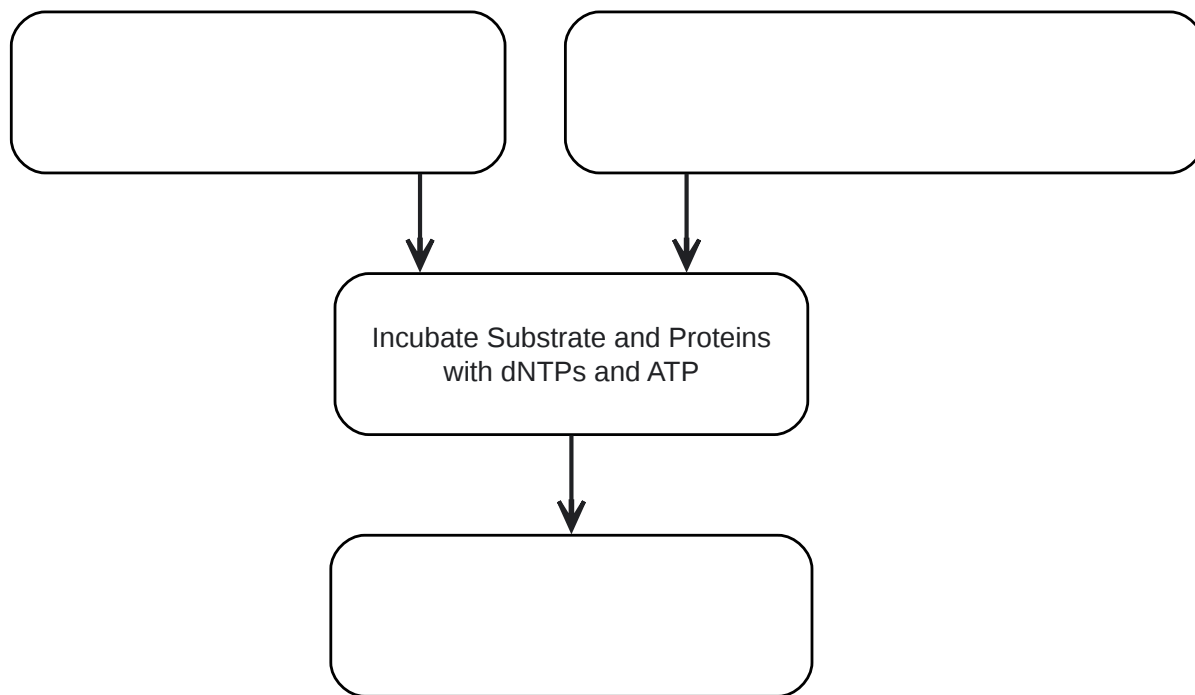 Incubate Substrate and Proteins
with dNTPs and ATP